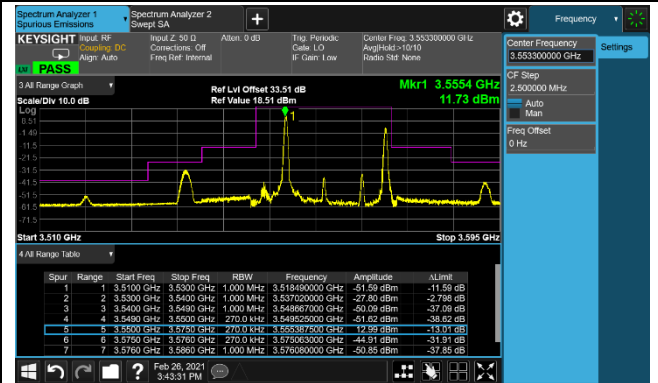 Spectrum Analyzer 1
Spurious Emissions
Spectrum Analyzer 2
Swept SA
Frequency
KEYSIGHT
Input: RF
Coupling: DC
Align: Auto
Input Z: 50 Ω
Corrections: Off
Freq Ref: Internal
Atten: 0 dB
Trig: Periodic
Gate: LO
IF Gain: Low
Center Freq: 3.553300000 GHz
Avg|Hold:>10/10
Radio Std: None
PASS
Center Frequency
3.553300000 GHz
Settings
CF Step
2.500000 MHz
Auto
Man
Freq Offset
0 Hz
3 All Range Graph
Ref Lvl Offset 33.51 dB
Mkr1 3.5554 GHz
Scale/Div 10.0 dB
Ref Value 18.51 dBm
11.73 dBm
Log
8.51
-1.49
-11.5
-21.5
-31.5
-41.5
-51.5
-61.5
-71.5
1
Start 3.510 GHz
Stop 3.595 GHz
4 All Range Table
Spur Range Start Freq Stop Freq RBW Frequency Amplitude ΔLimit
1 1 3.5100 GHz 3.5300 GHz 1.000 MHz 3.518490000 GHz -51.59 dBm -11.59 dB
2 2 3.5300 GHz 3.5400 GHz 1.000 MHz 3.537020000 GHz -27.80 dBm -2.798 dB
3 3 3.5400 GHz 3.5490 GHz 1.000 MHz 3.548667000 GHz -50.09 dBm -37.09 dB
4 4 3.5490 GHz 3.5500 GHz 270.0 kHz 3.549525000 GHz -51.62 dBm -38.62 dB
5 5 3.5500 GHz 3.5750 GHz 270.0 kHz 3.555387500 GHz 12.99 dBm -13.01 dB
6 6 3.5750 GHz 3.5760 GHz 270.0 kHz 3.575063000 GHz -44.91 dBm -31.91 dB
7 7 3.5760 GHz 3.5860 GHz 1.000 MHz 3.576080000 GHz -50.85 dBm -37.85 dB
Feb 26, 2021
3:43:31 PM